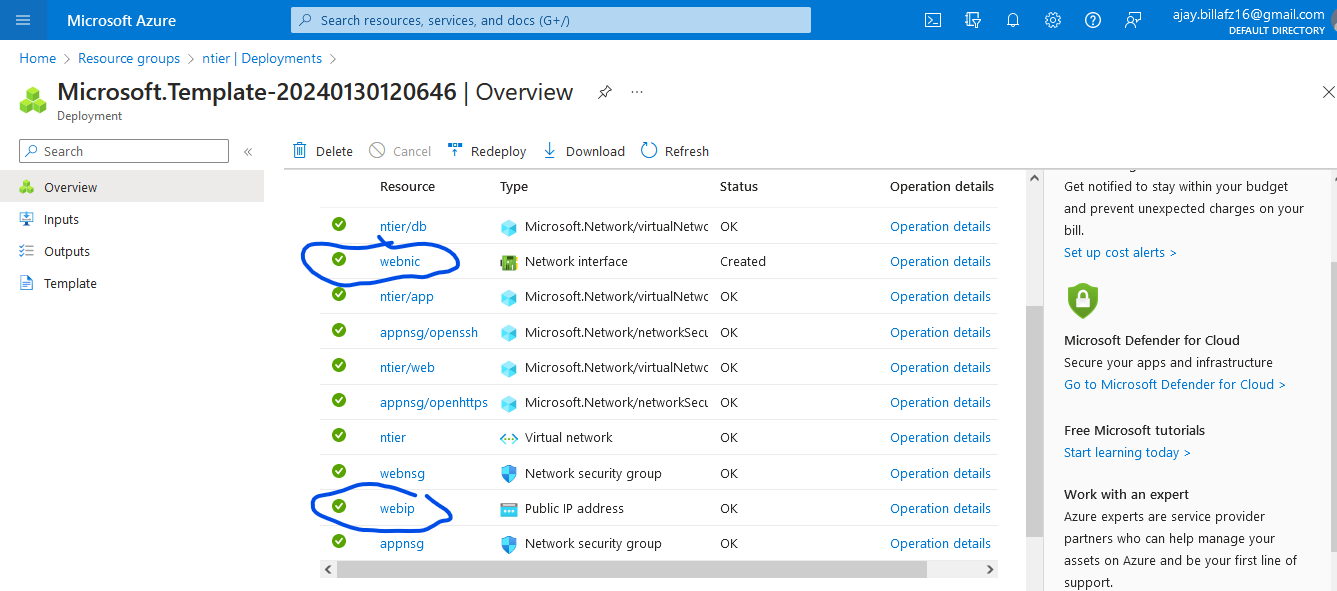 Microsoft Azure
Search resources, services, and docs (G+/)
ajay.billafz16@gmail.com
DEFAULT DIRECTORY
Home > Resource groups > ntier | Deployments >
Microsoft.Template-20240130120646 | Overview
Deployment
Search
Delete Cancel Redeploy Download Refresh
Overview
Inputs
Outputs
Template
Resource Type Status Operation details
ntier/db Microsoft.Network/virtualNetwo OK Operation details
webnic Network interface Created Operation details
ntier/app Microsoft.Network/virtualNetwo OK Operation details
appnsg/openssh Microsoft.Network/networkSecu OK Operation details
ntier/web Microsoft.Network/virtualNetwo OK Operation details
appnsg/openhttps Microsoft.Network/networkSecu OK Operation details
ntier Virtual network OK Operation details
webnsg Network security group OK Operation details
webip Public IP address OK Operation details
appnsg Network security group OK Operation details
Get notified to stay within your budget
and prevent unexpected charges on your
bill.
Set up cost alerts >
Microsoft Defender for Cloud
Secure your apps and infrastructure
Go to Microsoft Defender for Cloud >
Free Microsoft tutorials
Start learning today >
Work with an expert
Azure experts are service provider
partners who can help manage your
assets on Azure and be your first line of
support.